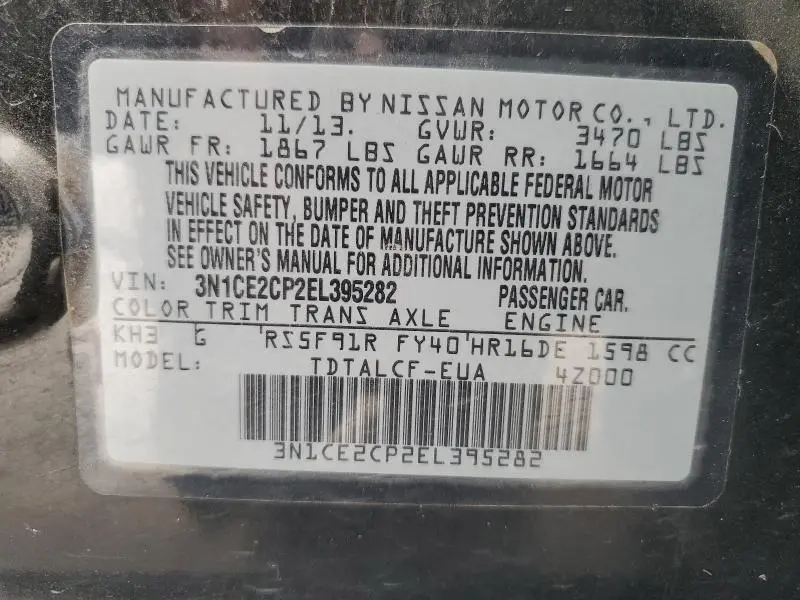 MANUFACTURED BY NISSAN MOTOR CO., LTD.
DATE: 11/13. GVWR: 3470 LBS
GAWR FR: 1867 LBS GAWR RR: 1664 LBS
THIS VEHICLE CONFORMS TO ALL APPLICABLE FEDERAL MOTOR
VEHICLE SAFETY, BUMPER AND THEFT PREVENTION STANDARDS
IN EFFECT ON THE DATE OF MANUFACTURE SHOWN ABOVE.
SEE OWNER'S MANUAL FOR ADDITIONAL INFORMATION.
VIN: 3N1CE2CP2EL395282 PASSENGER CAR.
COLOR TRIM TRANS AXLE ENGINE
KH3 G RS5F91R FY40 HR16DE 1598 CC
MODEL: TDTALCF-EUA 4Z000
3N1CE2CP2EL395282